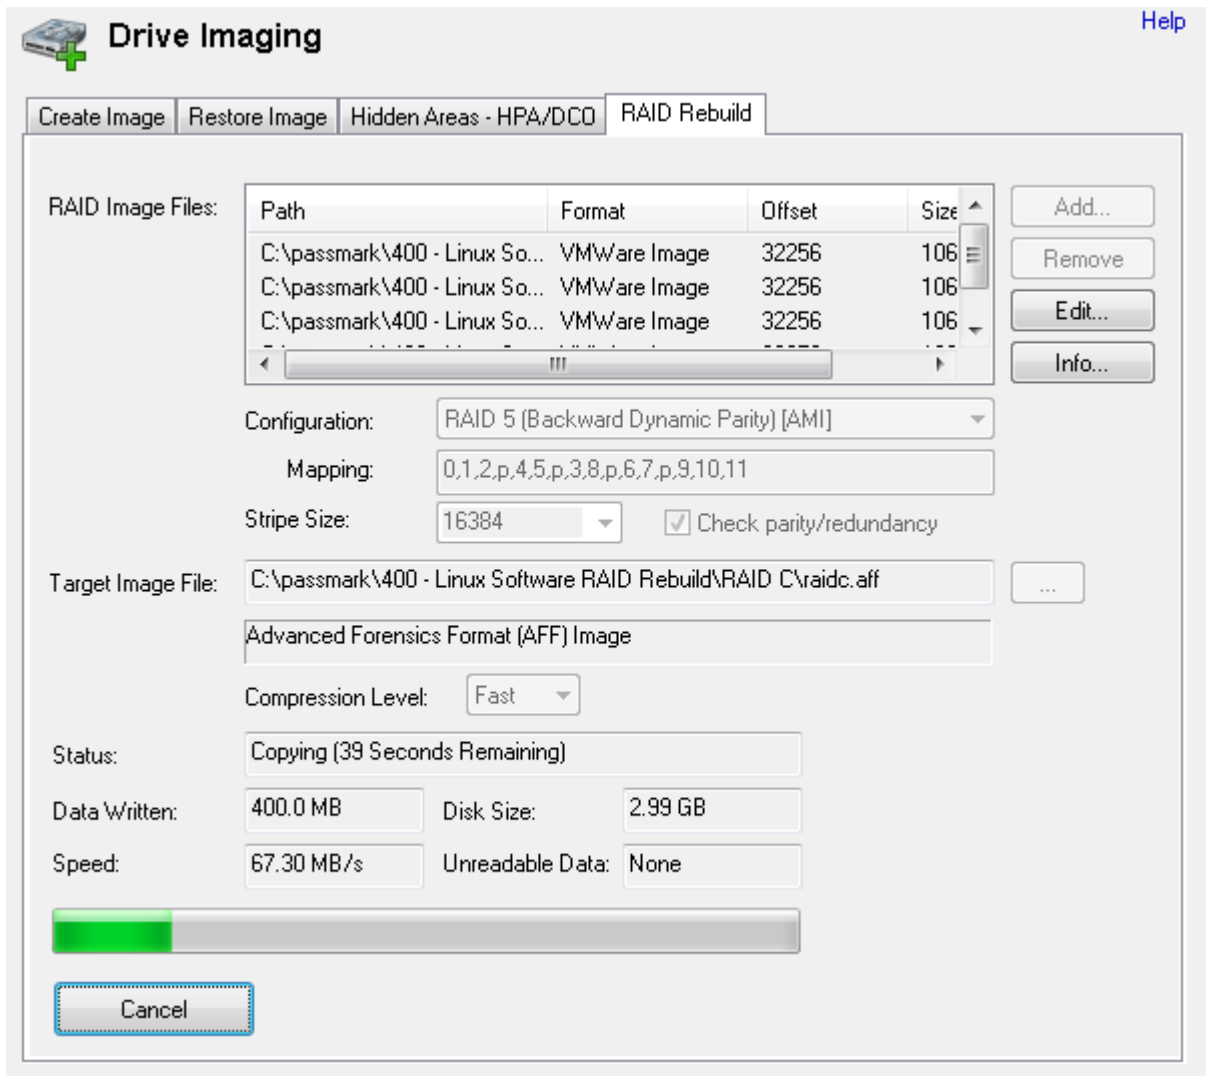 Drive Imaging
Help
Create Image Restore Image Hidden Areas - HPA/DCO RAID Rebuild
RAID Image Files:
Path Format Offset Size
Add...
C:\passmark\400 - Linux So... VMWare Image 32256 106
Remove
C:\passmark\400 - Linux So... VMWare Image 32256 106
Edit...
C:\passmark\400 - Linux So... VMWare Image 32256 106
Info...
Configuration: RAID 5 (Backward Dynamic Parity) [AMI]
Mapping: 0,1,2,p,4,5,p,3,8,p,6,7,p,9,10,11
Stripe Size: 16384 Check parity/redundancy
Target Image File: C:\passmark\400 - Linux Software RAID Rebuild\RAID C\raidc.aff ...
Advanced Forensics Format (AFF) Image
Compression Level: Fast
Status: Copying (39 Seconds Remaining)
Data Written: 400.0 MB Disk Size: 2.99 GB
Speed: 67.30 MB/s Unreadable Data: None
Cancel